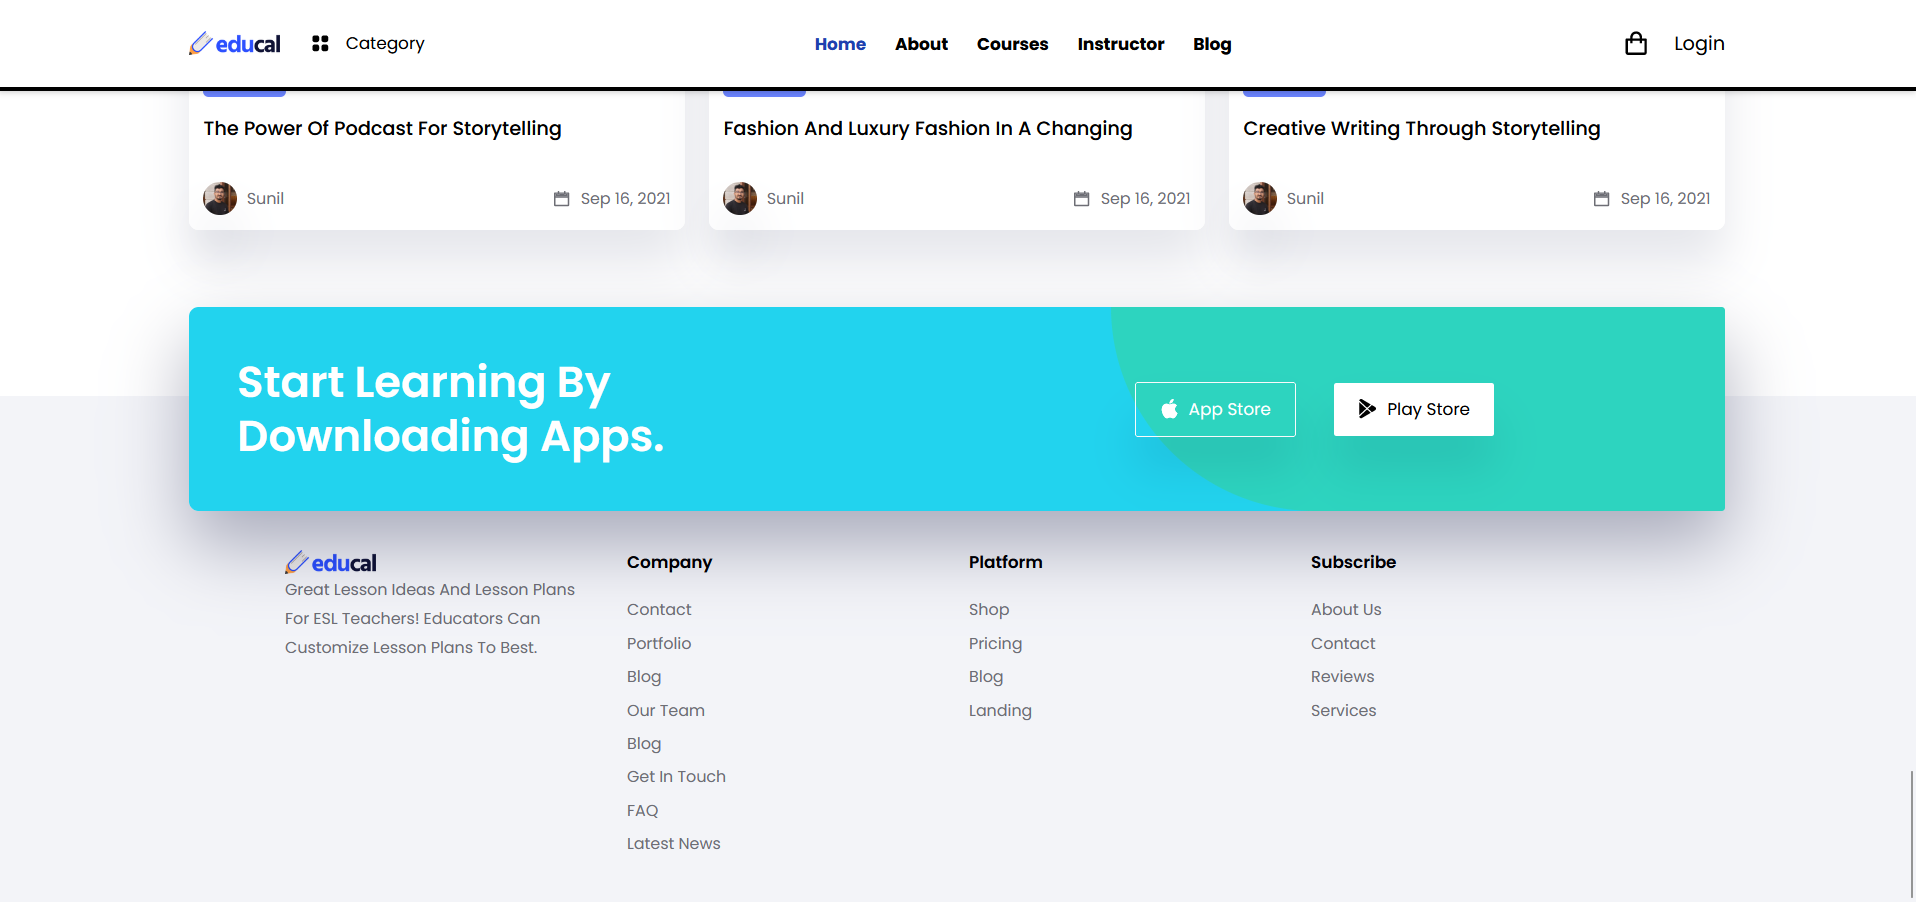 educal
Category
Home
About
Courses
Instructor
Blog
Login
The Power Of Podcast For Storytelling
Sunil
Sep 16, 2021
Fashion And Luxury Fashion In A Changing
Sunil
Sep 16, 2021
Creative Writing Through Storytelling
Sunil
Sep 16, 2021
Start Learning By
Downloading Apps.
App Store
Play Store
educal
Great Lesson Ideas And Lesson Plans
For ESL Teachers! Educators Can
Customize Lesson Plans To Best.
Company
Contact
Portfolio
Blog
Our Team
Blog
Get In Touch
FAQ
Latest News
Platform
Shop
Pricing
Blog
Landing
Subscribe
About Us
Contact
Reviews
Services